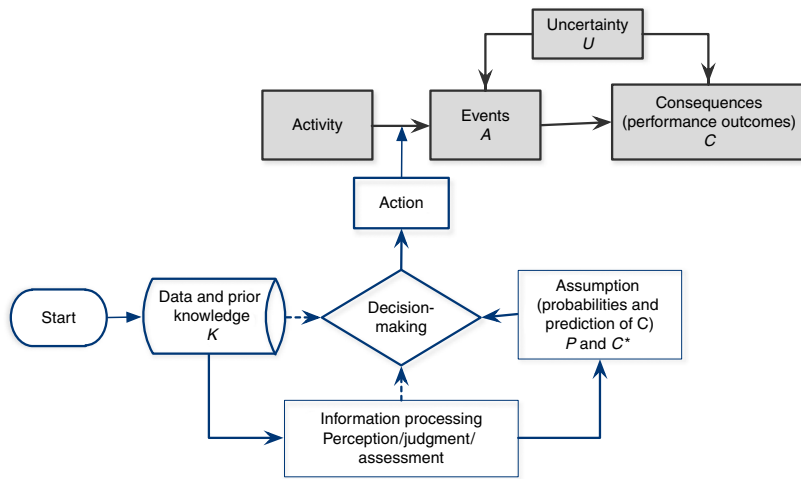 Uncertainty
U
Activity
Events
A
Consequences
(performance outcomes)
C
Action
Start
Data and prior
knowledge
K
Decision-
making
Assumption
(probabilities and
prediction of C)
P and C*
Information processing
Perception/judgment/
assessment